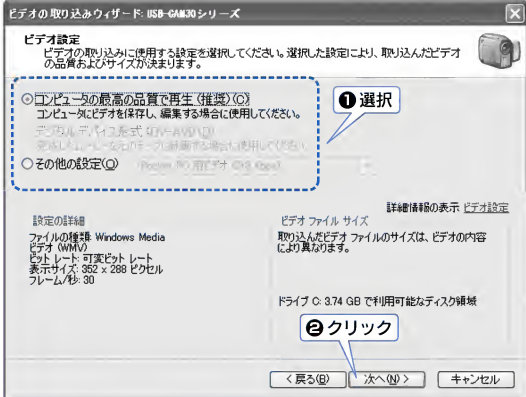 ビデオの取り込みウィザード: USB-CAM30シリーズ
ビデオ設定
ビデオの取り込みに使用する設定を選択してください。選択した設定により、取り込んだビデオ
の品質およびサイズが決まります。
コンピュータの最高の品質で再生 (推奨)(C)
コンピュータにビデオを保存し、編集する場合に使用してください。
❶選択
デジタル デバイス形式 (DV-AVI)(D)
その他の設定(O)
詳細情報の表示 ビデオ設定
設定の詳細
ファイルの種類: Windows Media
ビデオ (WMV)
ビット レート: 可変ビット レート
表示サイズ: 352 x 288 ピクセル
フレーム/秒: 30
ビデオ ファイル サイズ
取り込んだビデオ ファイルのサイズは、ビデオの内容
により異なります。
ドライブ C: 3.74 GB で利用可能なディスク領域
❷クリック
< 戻る(B)
次へ(N) >
キャンセル